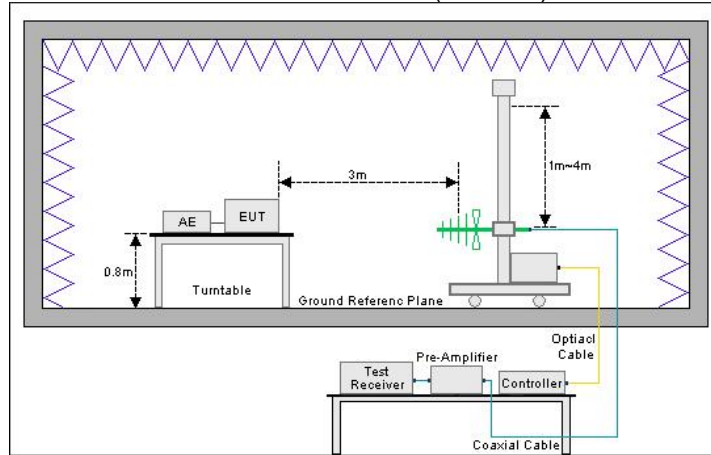 3m
1m~4m
AE
EUT
0.8m
Turntable
Ground Referenc Plane
Optiacl
Cable
Pre-Amplifier
Test
Receiver
Controller
Coaxial Cable